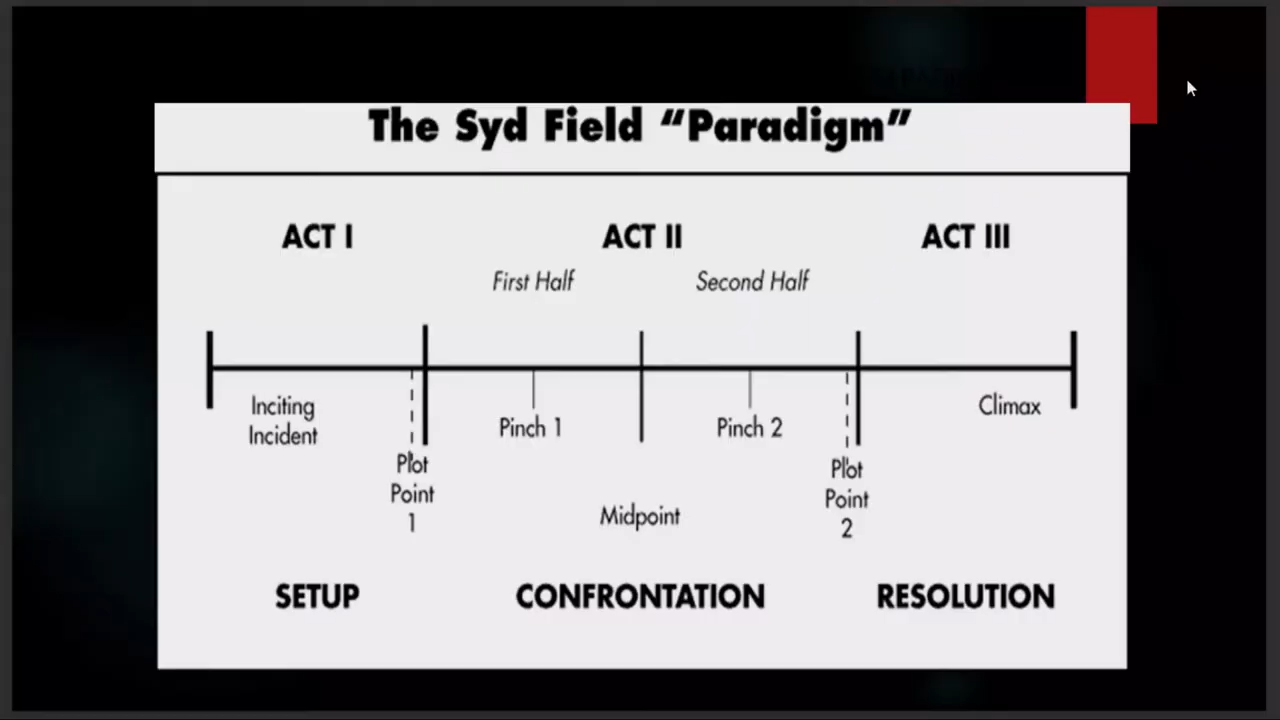 The Syd Field “Paradigm”
ACT I
ACT II
ACT III
First Half
Second Half
Inciting
Incident
Plot
Point
1
Pinch 1
Midpoint
Pinch 2
Plot
Point
2
Climax
SETUP
CONFRONTATION
RESOLUTION